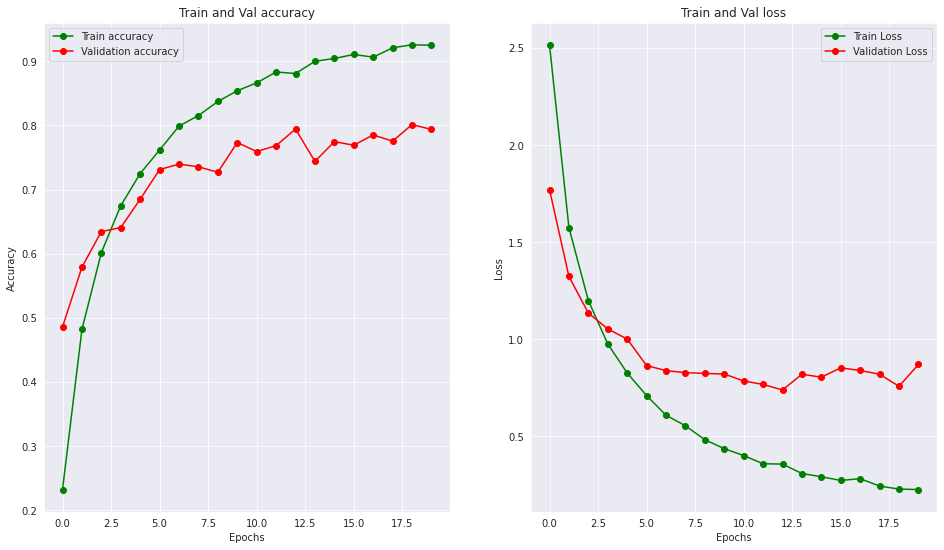 Train and Val accuracy
Train accuracy
Validation accuracy
0.9
0.8
0.7
0.6
0.5
0.4
0.3
0.2
Accuracy
0.0 2.5 5.0 7.5 10.0 12.5 15.0 17.5
Epochs
Train and Val loss
Train Loss
Validation Loss
2.5
2.0
1.5
1.0
0.5
Loss
0.0 2.5 5.0 7.5 10.0 12.5 15.0 17.5
Epochs